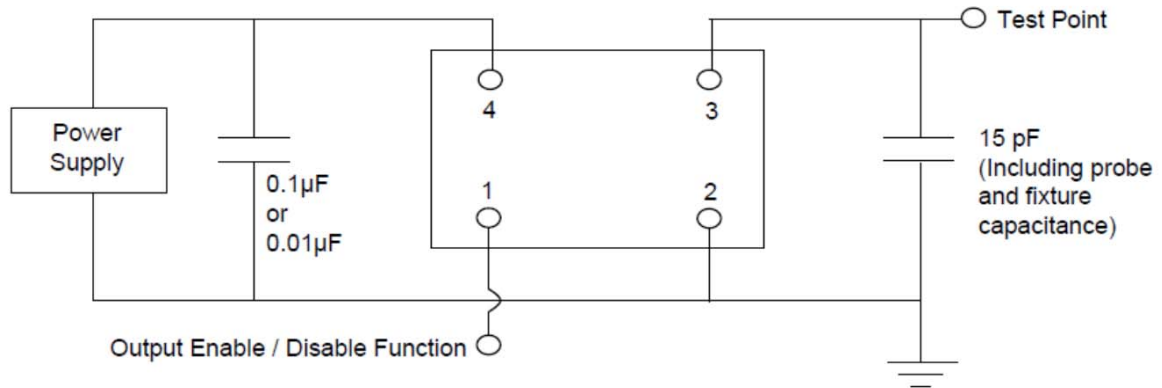 Test Point
4
3
Power
Supply
15 pF
(Including probe
and fixture
capacitance)
0.1µF
or
0.01µF
1
2
Output Enable / Disable Function